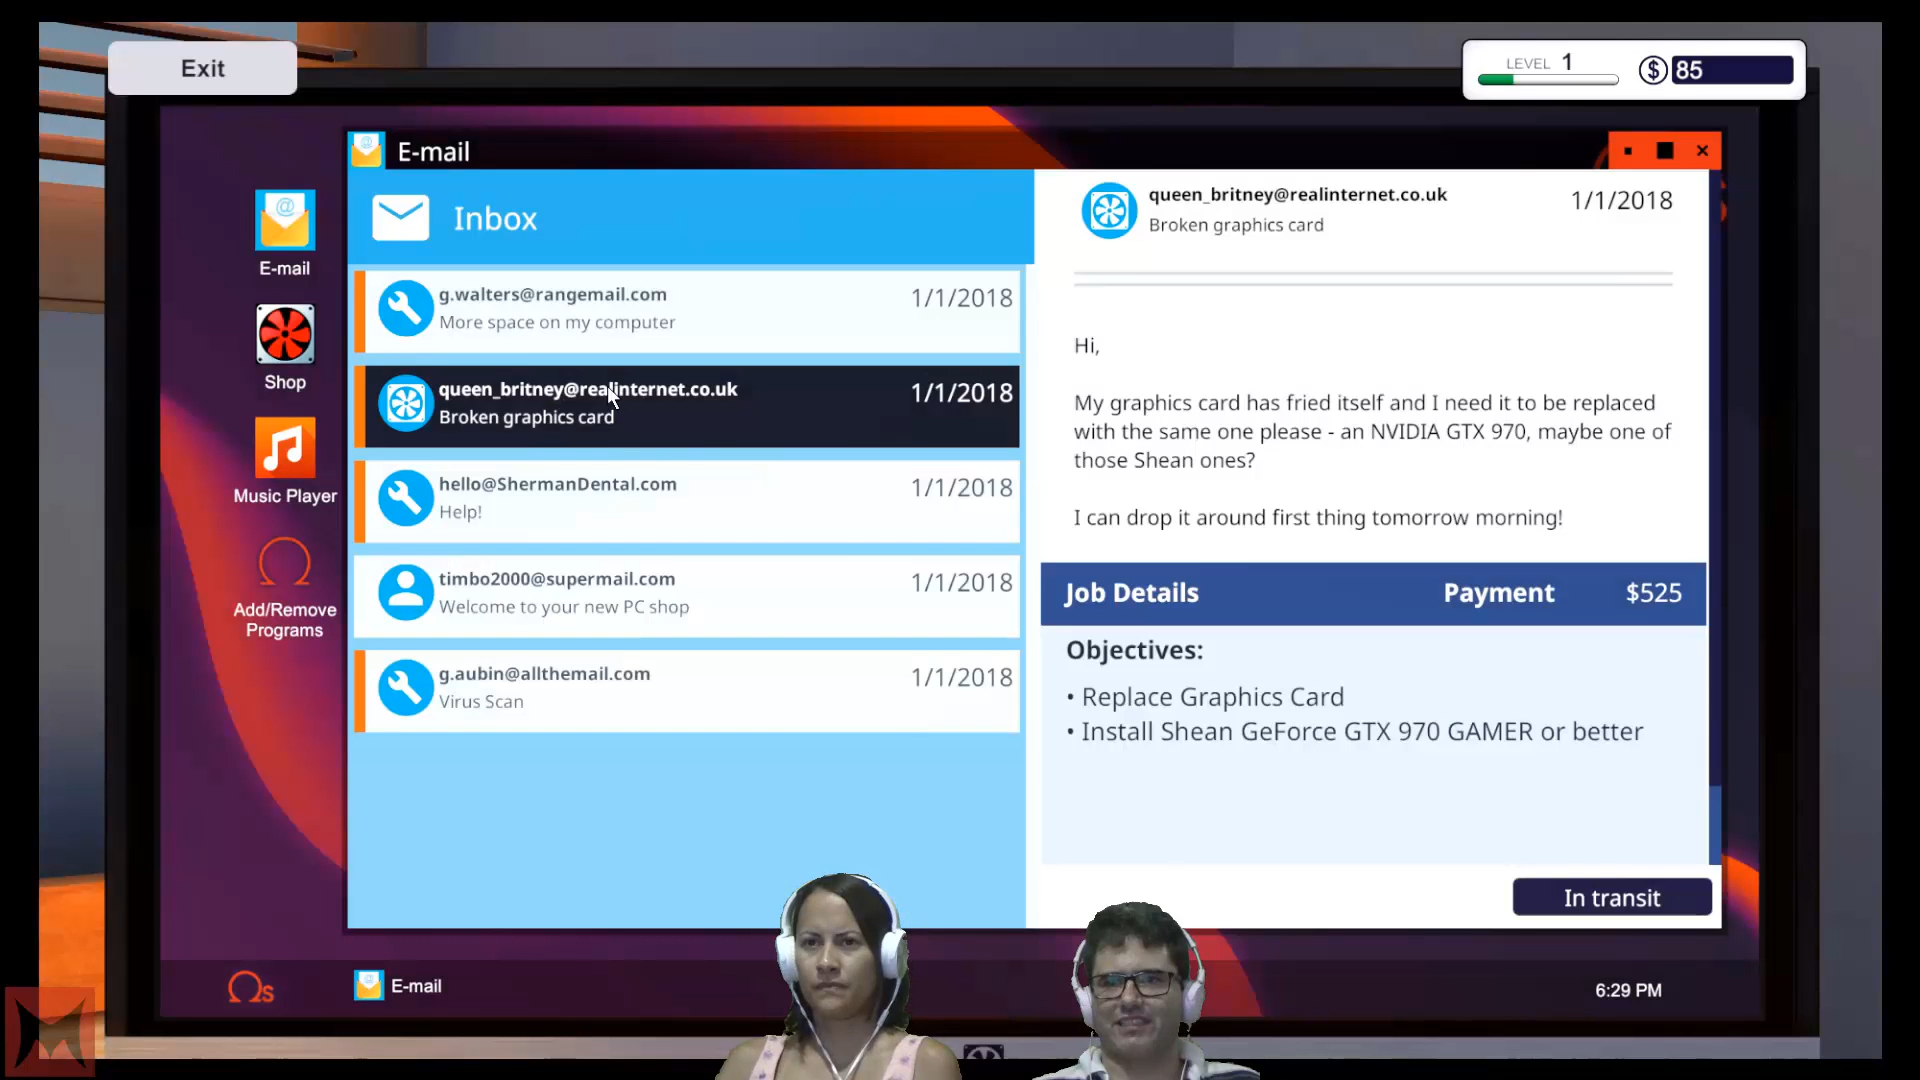 Exit
LEVEL 1
$ 85
E-mail
Inbox
E-mail
Shop
Music Player
Add/Remove
Programs
g.walters@rangemail.com 1/1/2018
More space on my computer
queen_britney@realinternet.co.uk 1/1/2018
Broken graphics card
hello@ShermanDental.com 1/1/2018
Help!
timbo2000@supermail.com 1/1/2018
Welcome to your new PC shop
g.aubin@allthemail.com 1/1/2018
Virus Scan
queen_britney@realinternet.co.uk 1/1/2018
Broken graphics card
Hi,
My graphics card has fried itself and I need it to be replaced
with the same one please - an NVIDIA GTX 970, maybe one of
those Shean ones?
I can drop it around first thing tomorrow morning!
Job Details Payment $525
Objectives:
• Replace Graphics Card
• Install Shean GeForce GTX 970 GAMER or better
In transit
Ωs
E-mail
6:29 PM